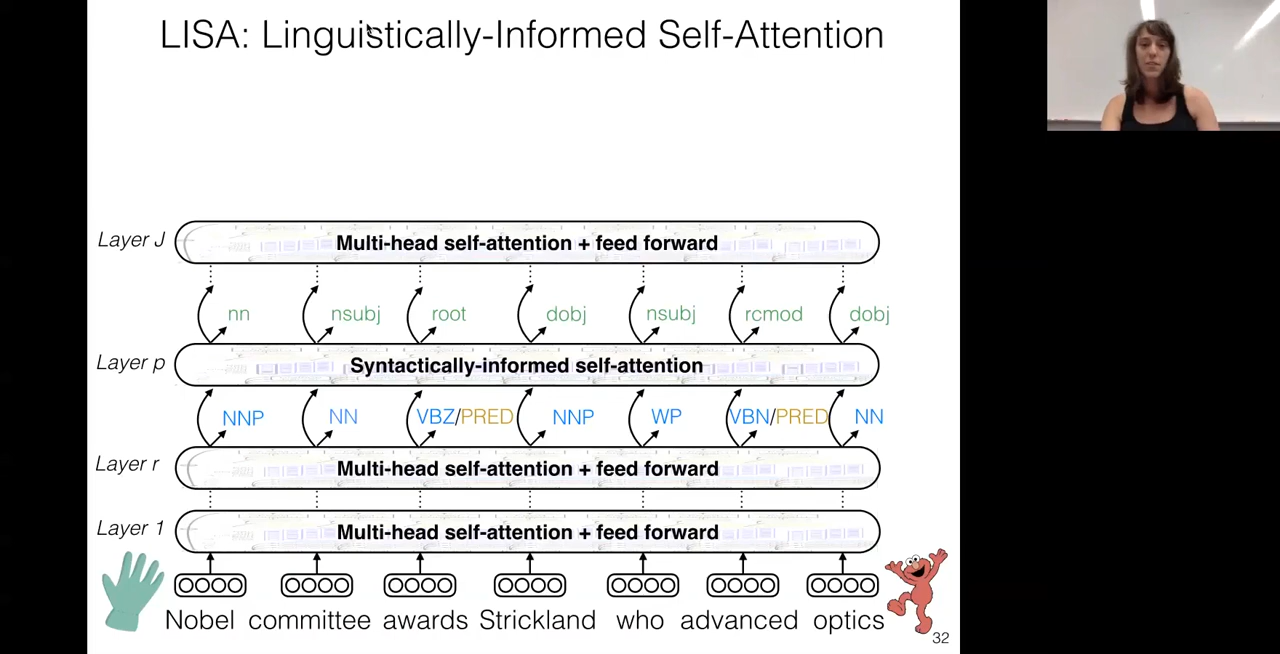 LISA: Linguistically-Informed Self-Attention
Layer J
Multi-head self-attention + feed forward
nn nsubj root dobj nsubj rcmod dobj
Layer p
Syntactically-informed self-attention
NNP NN VBZ/PRED NNP WP VBN/PRED NN
Layer r
Multi-head self-attention + feed forward
Layer 1
Multi-head self-attention + feed forward
Nobel committee awards Strickland who advanced optics
32